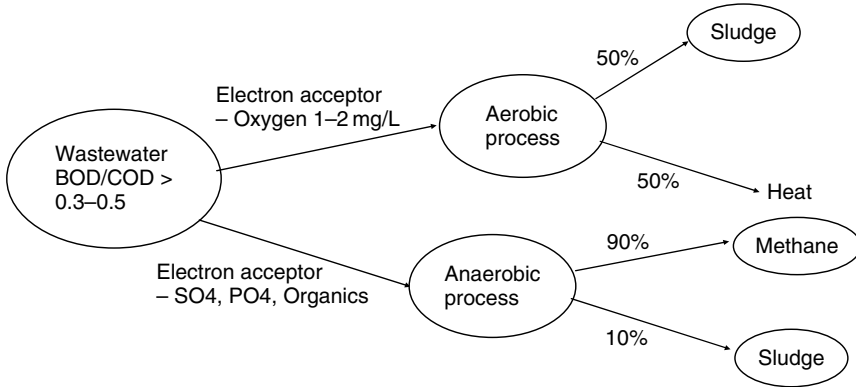 Sludge
50%
Electron acceptor
– Oxygen 1–2 mg/L
Aerobic
process
Wastewater
BOD/COD >
0.3–0.5
50%
Heat
90%
Methane
Electron acceptor
– SO4, PO4, Organics
Anaerobic
process
10%
Sludge